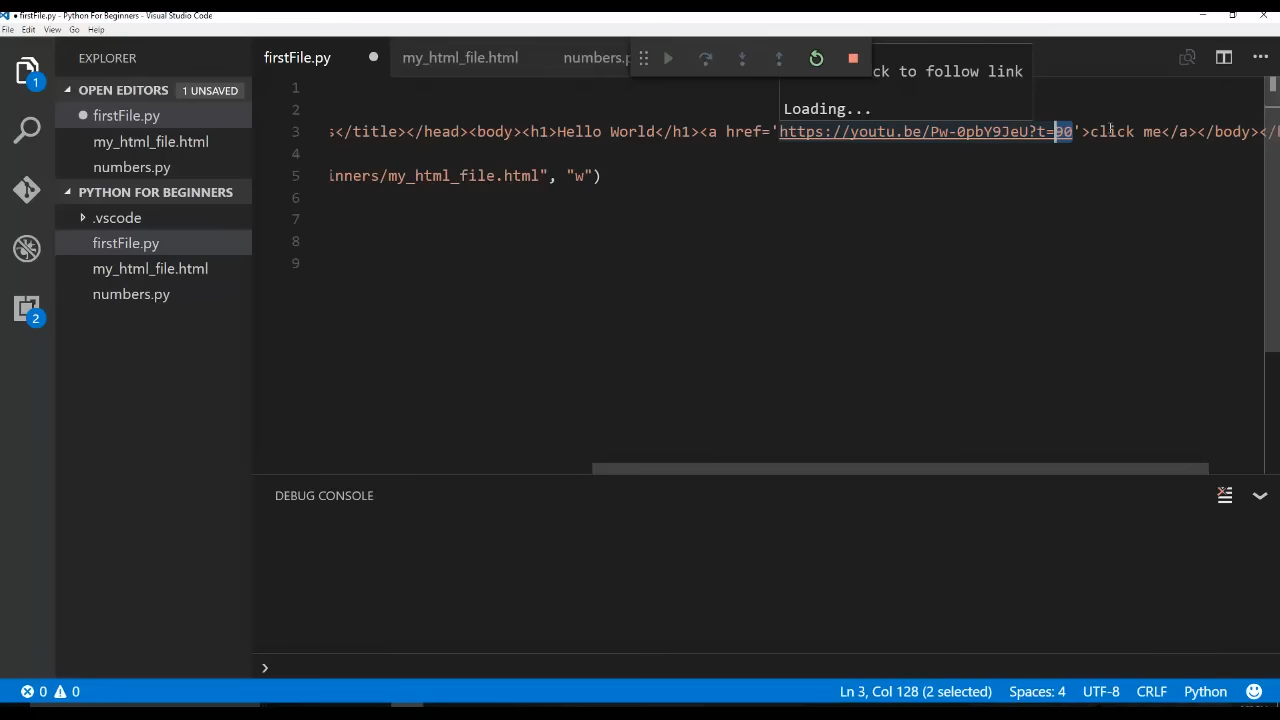 • firstFile.py - Python For Beginners - Visual Studio Code
File Edit View Go Help
EXPLORER
firstFile.py
my_html_file.html
numbers.p
OPEN EDITORS 1 UNSAVED
firstFile.py
my_html_file.html
numbers.py
PYTHON FOR BEGINNERS
.vscode
firstFile.py
my_html_file.html
numbers.py
1
2
ck to follow link
Loading...
1
2
3 s</title></head><body><h1>Hello World</h1><a href='https://youtu.be/Pw-0pbY9JeU?t=90'>click me</a></body></h
4
5 inners/my_html_file.html", "w")
6
7
8
9
DEBUG CONSOLE
0 0
Ln 3, Col 128 (2 selected)
Spaces: 4
UTF-8
CRLF
Python